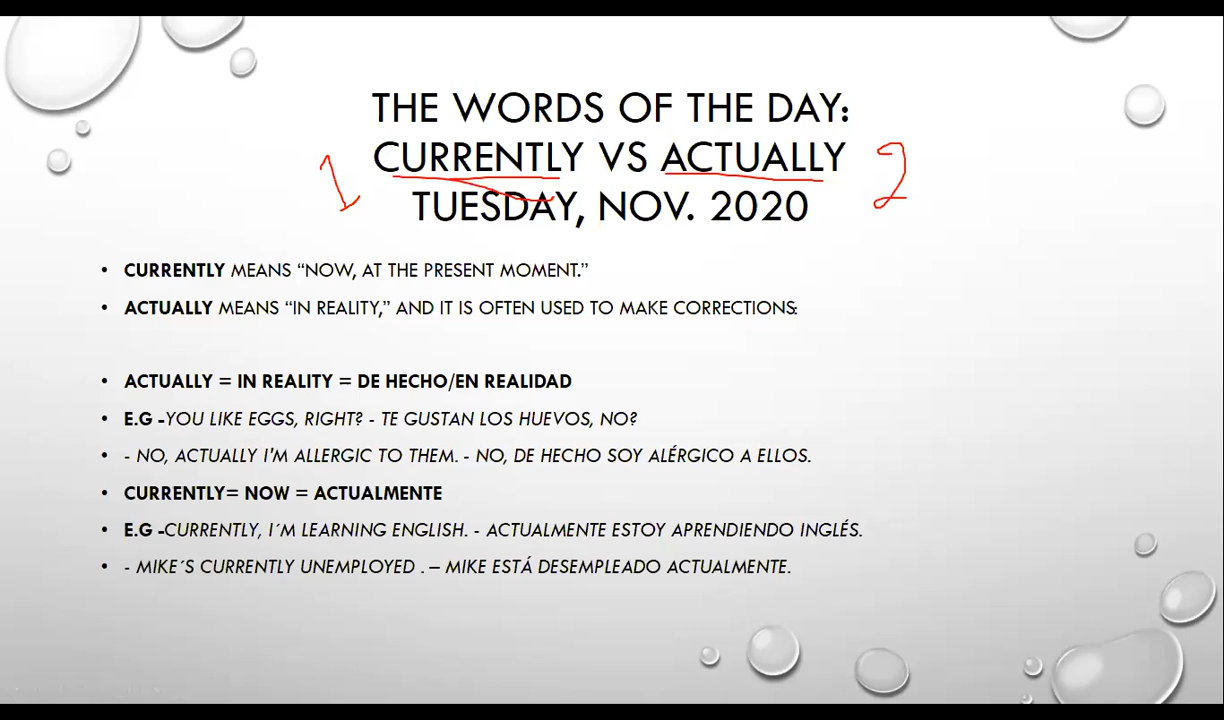 THE WORDS OF THE DAY:
1 CURRENTLY VS ACTUALLY 2
TUESDAY, NOV. 2020
• CURRENTLY MEANS “NOW, AT THE PRESENT MOMENT.”
• ACTUALLY MEANS “IN REALITY,” AND IT IS OFTEN USED TO MAKE CORRECTIONS:
• ACTUALLY = IN REALITY = DE HECHO/EN REALIDAD
• E.G -YOU LIKE EGGS, RIGHT? - TE GUSTAN LOS HUEVOS, NO?
• - NO, ACTUALLY I'M ALLERGIC TO THEM. - NO, DE HECHO SOY ALÉRGICO A ELLOS.
• CURRENTLY= NOW = ACTUALMENTE
• E.G -CURRENTLY, I´M LEARNING ENGLISH. - ACTUALMENTE ESTOY APRENDIENDO INGLÉS.
• - MIKE´S CURRENTLY UNEMPLOYED . – MIKE ESTÁ DESEMPLEADO ACTUALMENTE.